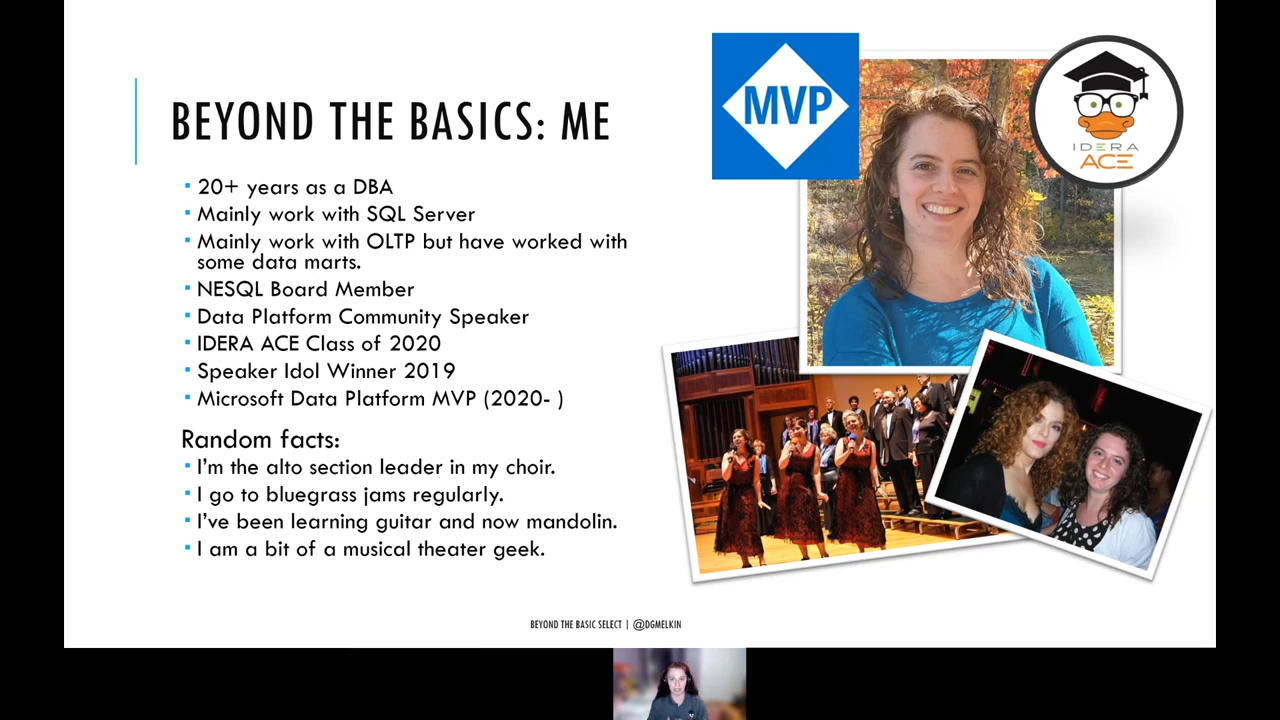 BEYOND THE BASICS: ME
20+ years as a DBA
Mainly work with SQL Server
Mainly work with OLTP but have worked with
some data marts.
NESQL Board Member
Data Platform Community Speaker
IDERA ACE Class of 2020
Speaker Idol Winner 2019
Microsoft Data Platform MVP (2020- )
Random facts:
I'm the alto section leader in my choir.
I go to bluegrass jams regularly.
I've been learning guitar and now mandolin.
I am a bit of a musical theater geek.
MVP
IDERA
ACE
BEYOND THE BASIC SELECT | @DGMELKIN